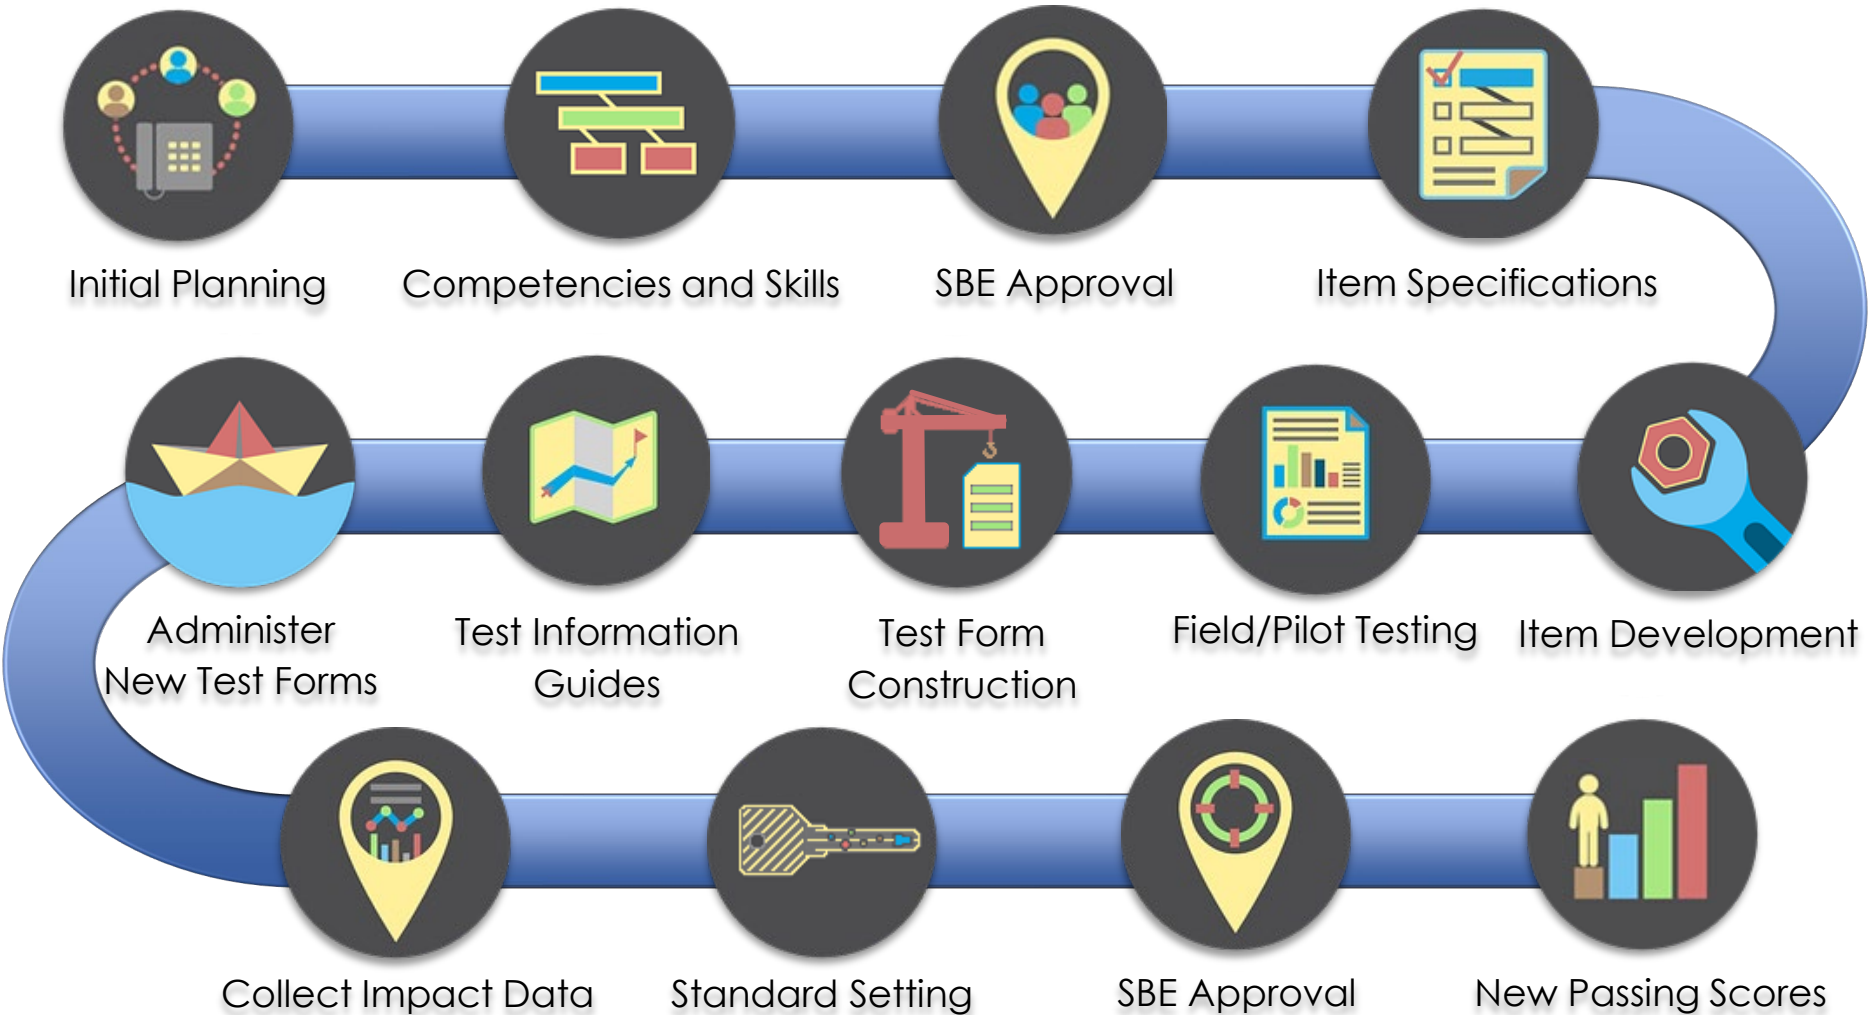 Initial Planning
Competencies and Skills
SBE Approval
Item Specifications
Item Development
Field/Pilot Testing
Test Form
Construction
Test Information
Guides
Administer
New Test Forms
Collect Impact Data
Standard Setting
SBE Approval
New Passing Scores